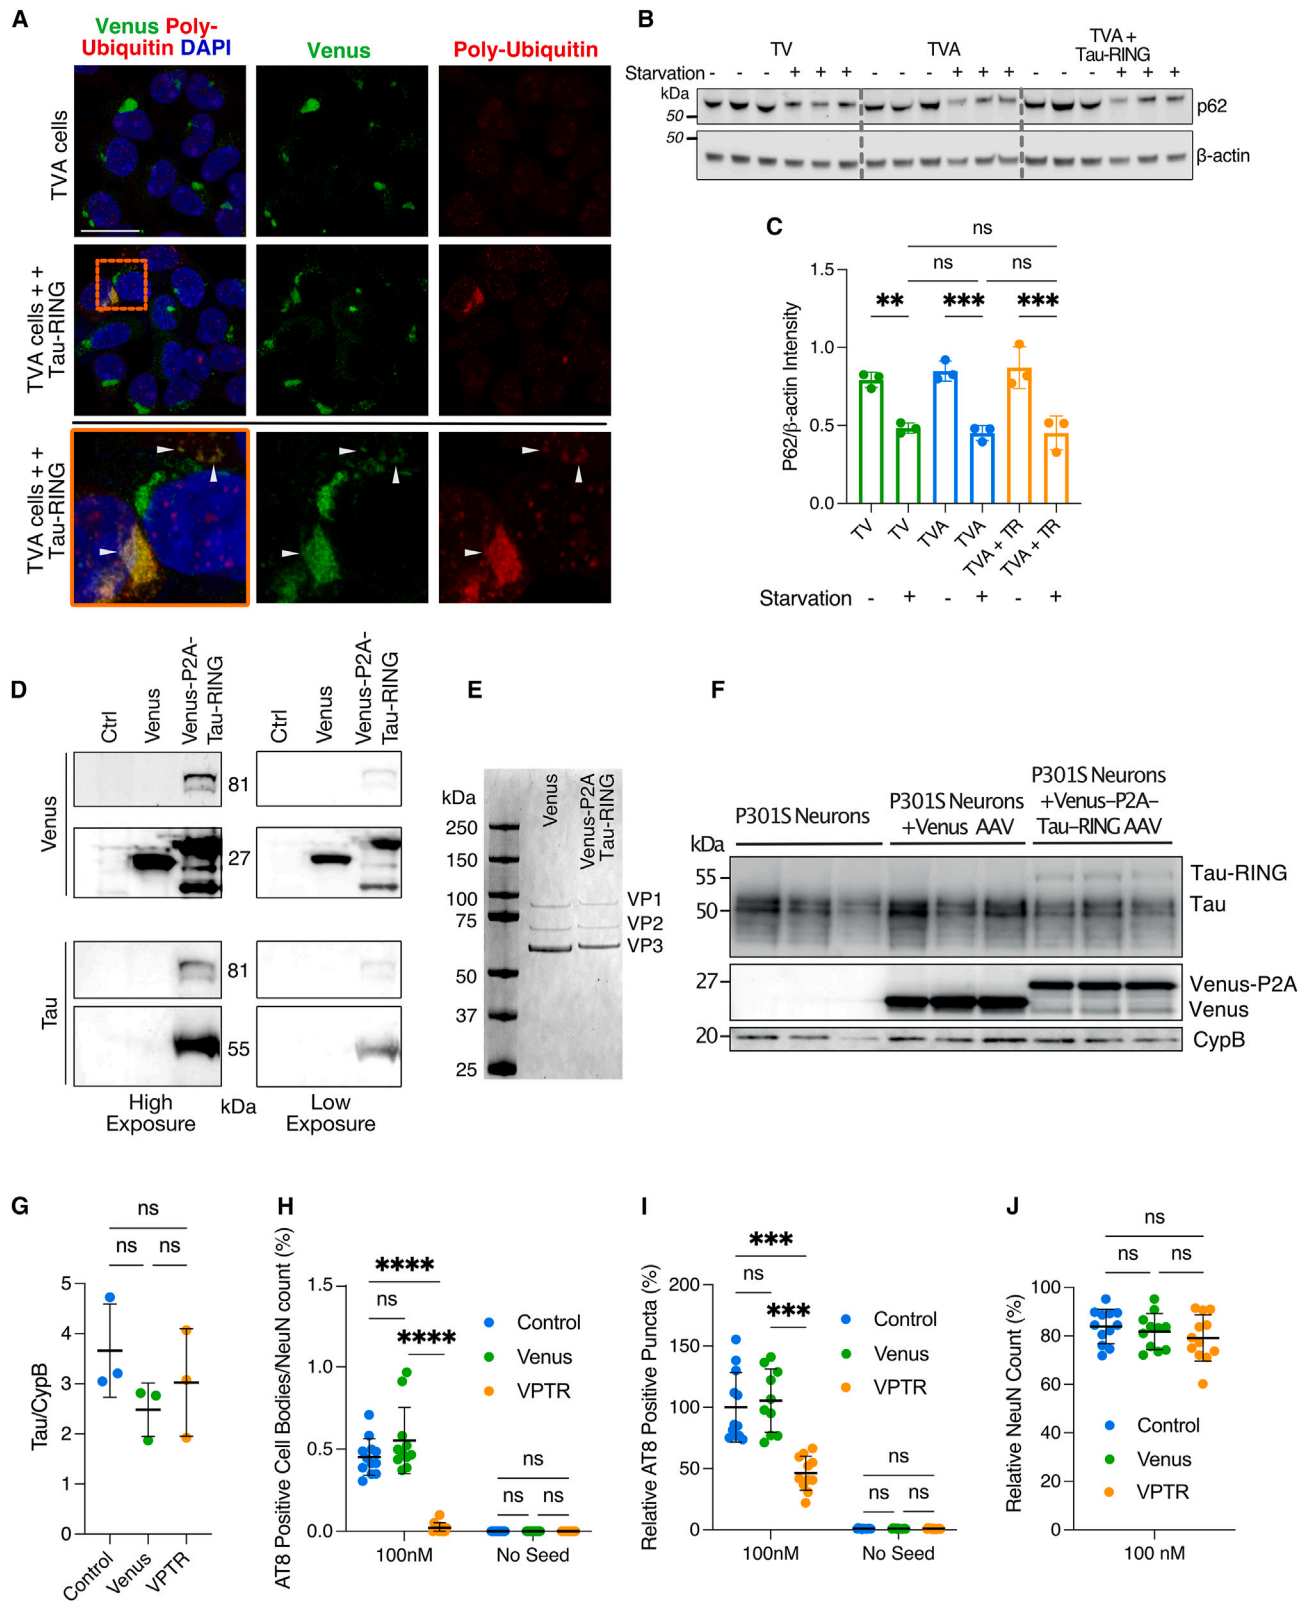 A
Venus Poly-
Ubiquitin DAPI
Venus
Poly-Ubiquitin
TVA cells
TVA cells + +
Tau-RING
TVA cells + +
Tau-RING
B
TV
TVA
TVA +
Tau-RING
Starvation - - - + + + - - - + + + - - - + + +
kDa
50
p62
50
β-actin
C
ns
ns
ns
**
***
***
P62/β-actin Intensity
1.5
1.0
0.5
0.0
TV
TV
TVA
TVA
TVA + TR
TVA + TR
Starvation - + - + - +
D
Ctrl
Venus
Venus-P2A-
Tau-RING
Ctrl
Venus
Venus-P2A-
Tau-RING
Venus
81
27
Tau
81
55
High
Exposure
kDa
Low
Exposure
E
kDa
Venus
Venus-P2A
Tau-RING
250
150
100
75
50
37
25
VP1
VP2
VP3
F
P301S Neurons
P301S Neurons
+Venus AAV
P301S Neurons
+Venus-P2A-
Tau-RING AAV
kDa
55
50
27
20
Tau-RING
Tau
Venus-P2A
Venus
CypB
G
ns
ns
ns
Tau/CypB
5
4
3
2
1
0
Control
Venus
VPTR
H
AT8 Positive Cell Bodies/NeuN count (%)
****
ns
****
1.5
1.0
0.5
0.0
Control
Venus
VPTR
ns
ns
ns
100nM
No Seed
I
Relative AT8 Positive Puncta (%)
***
ns
***
200
150
100
50
0
Control
Venus
VPTR
ns
ns
ns
100nM
No Seed
J
ns
ns
ns
Relative NeuN Count (%)
100
80
60
40
20
0
Control
Venus
VPTR
100 nM